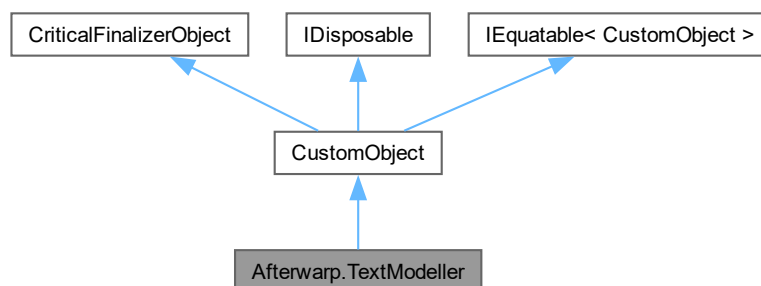 CriticalFinalizerObject
IDisposable
IEquatable< CustomObject >
CustomObject
Afterwarp.TextModeller